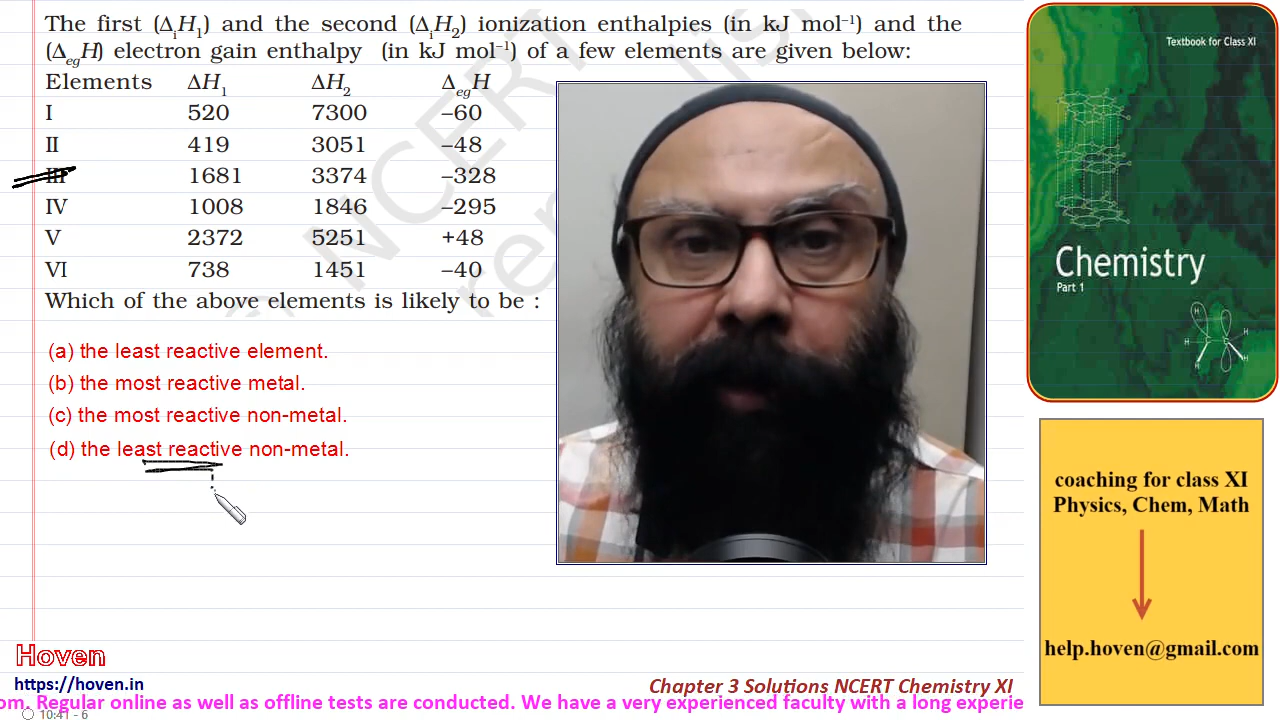 The first (ΔᵢH₁) and the second (ΔᵢH₂) ionization enthalpies (in kJ mol⁻¹) and the
(Δ_egH) electron gain enthalpy (in kJ mol⁻¹) of a few elements are given below:
Elements ΔH₁ ΔH₂ Δ_egH
I 520 7300 –60
II 419 3051 –48
III 1681 3374 –328
IV 1008 1846 –295
V 2372 5251 +48
VI 738 1451 –40
Which of the above elements is likely to be :
(a) the least reactive element.
(b) the most reactive metal.
(c) the most reactive non-metal.
(d) the least reactive non-metal.
© NCERT
Textbook for Class XI
Chemistry
Part 1
coaching for class XI
Physics, Chem, Math
help.hoven@gmail.com
Hoven
https://hoven.in
Chapter 3 Solutions NCERT Chemistry XI
om. Regular online as well as offline tests are conducted. We have a very experienced faculty with a long experie
10:41 - 6